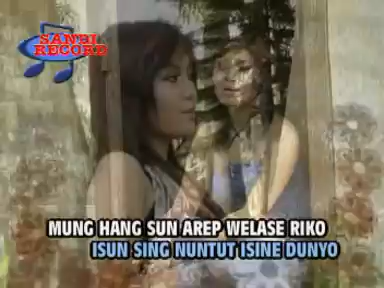 SANDI
RECORD
MUNG HANG SUN AREP WELASE RIKO
ISUN SING NUNTUT ISINE DUNYO